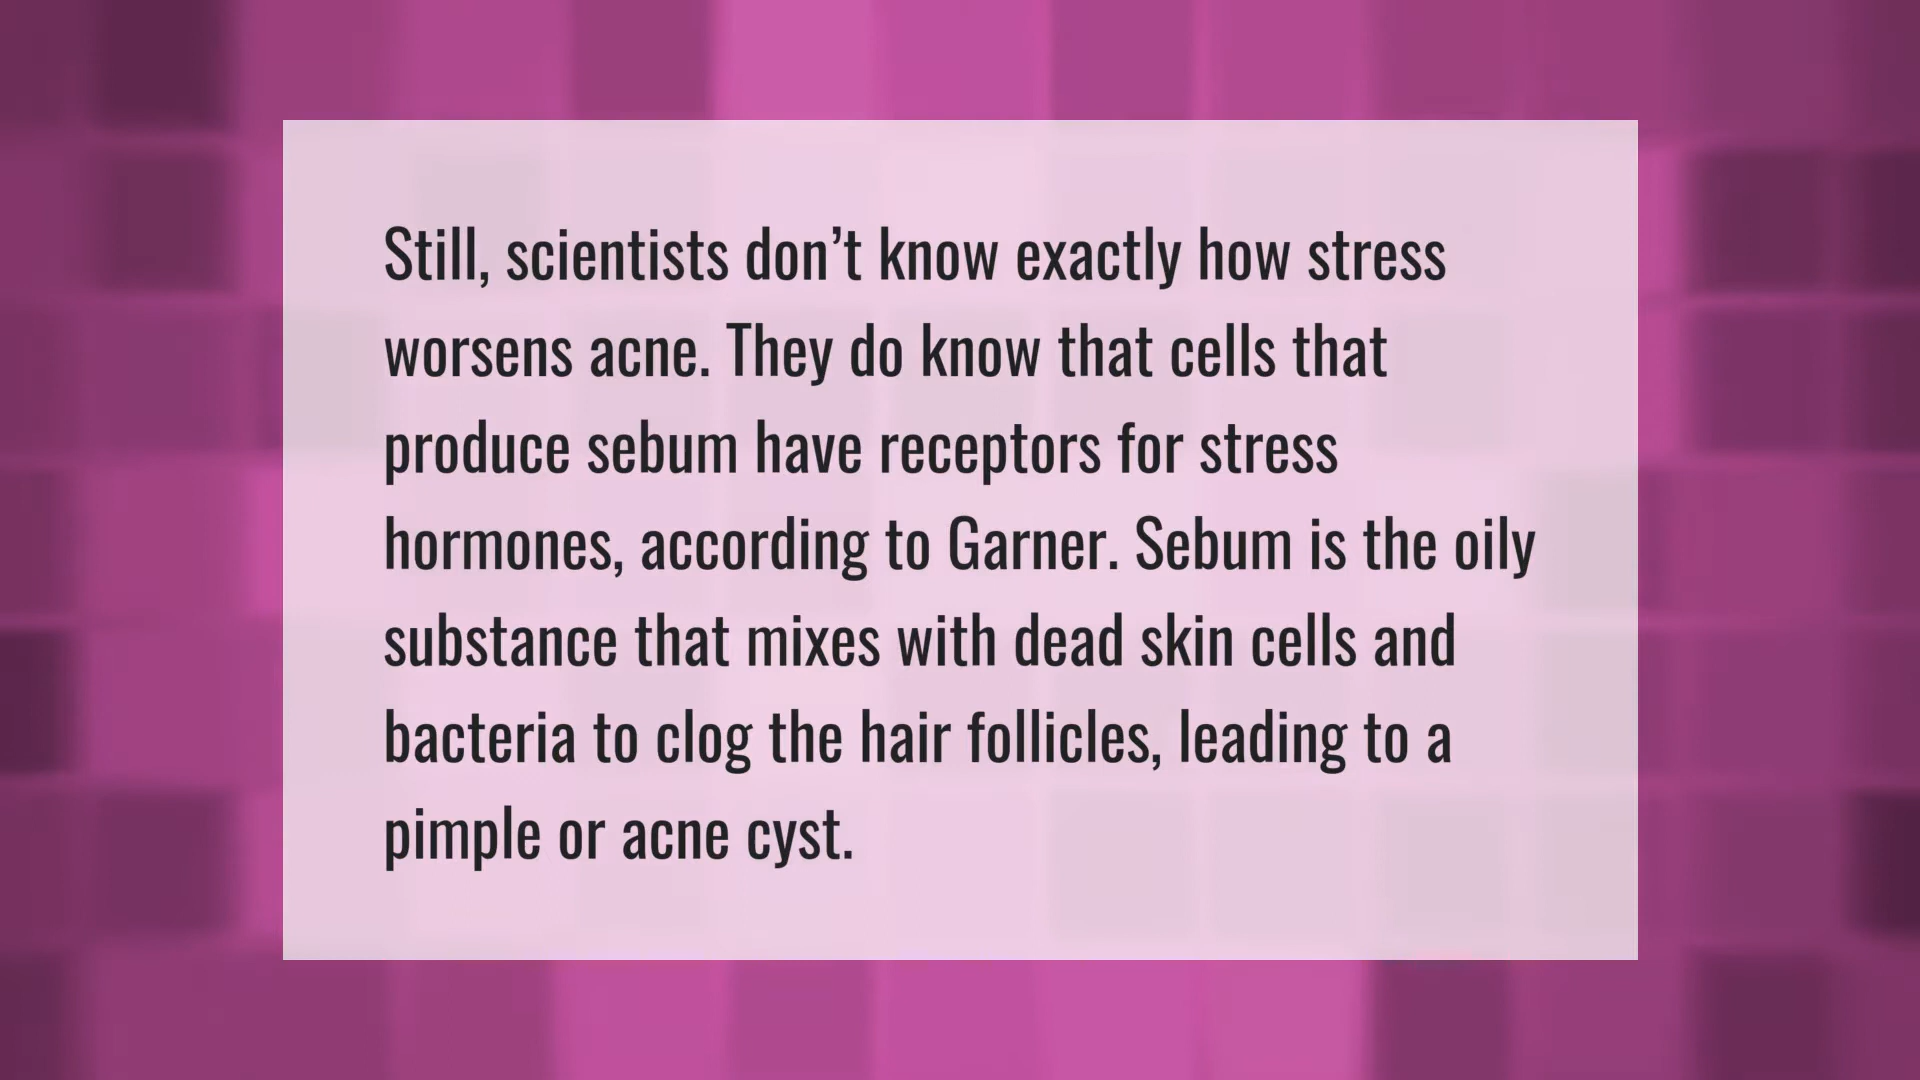 Still, scientists don’t know exactly how stress
worsens acne. They do know that cells that
produce sebum have receptors for stress
hormones, according to Garner. Sebum is the oily
substance that mixes with dead skin cells and
bacteria to clog the hair follicles, leading to a
pimple or acne cyst.